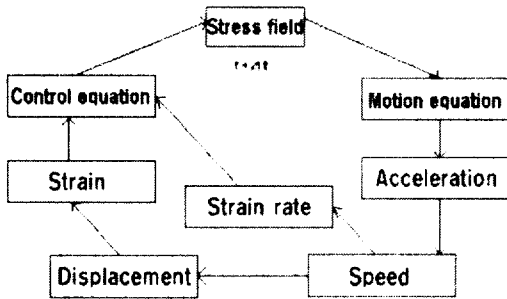 Stress field
Control equation
Motion equation
Strain
Acceleration
Strain rate
Displacement
Speed